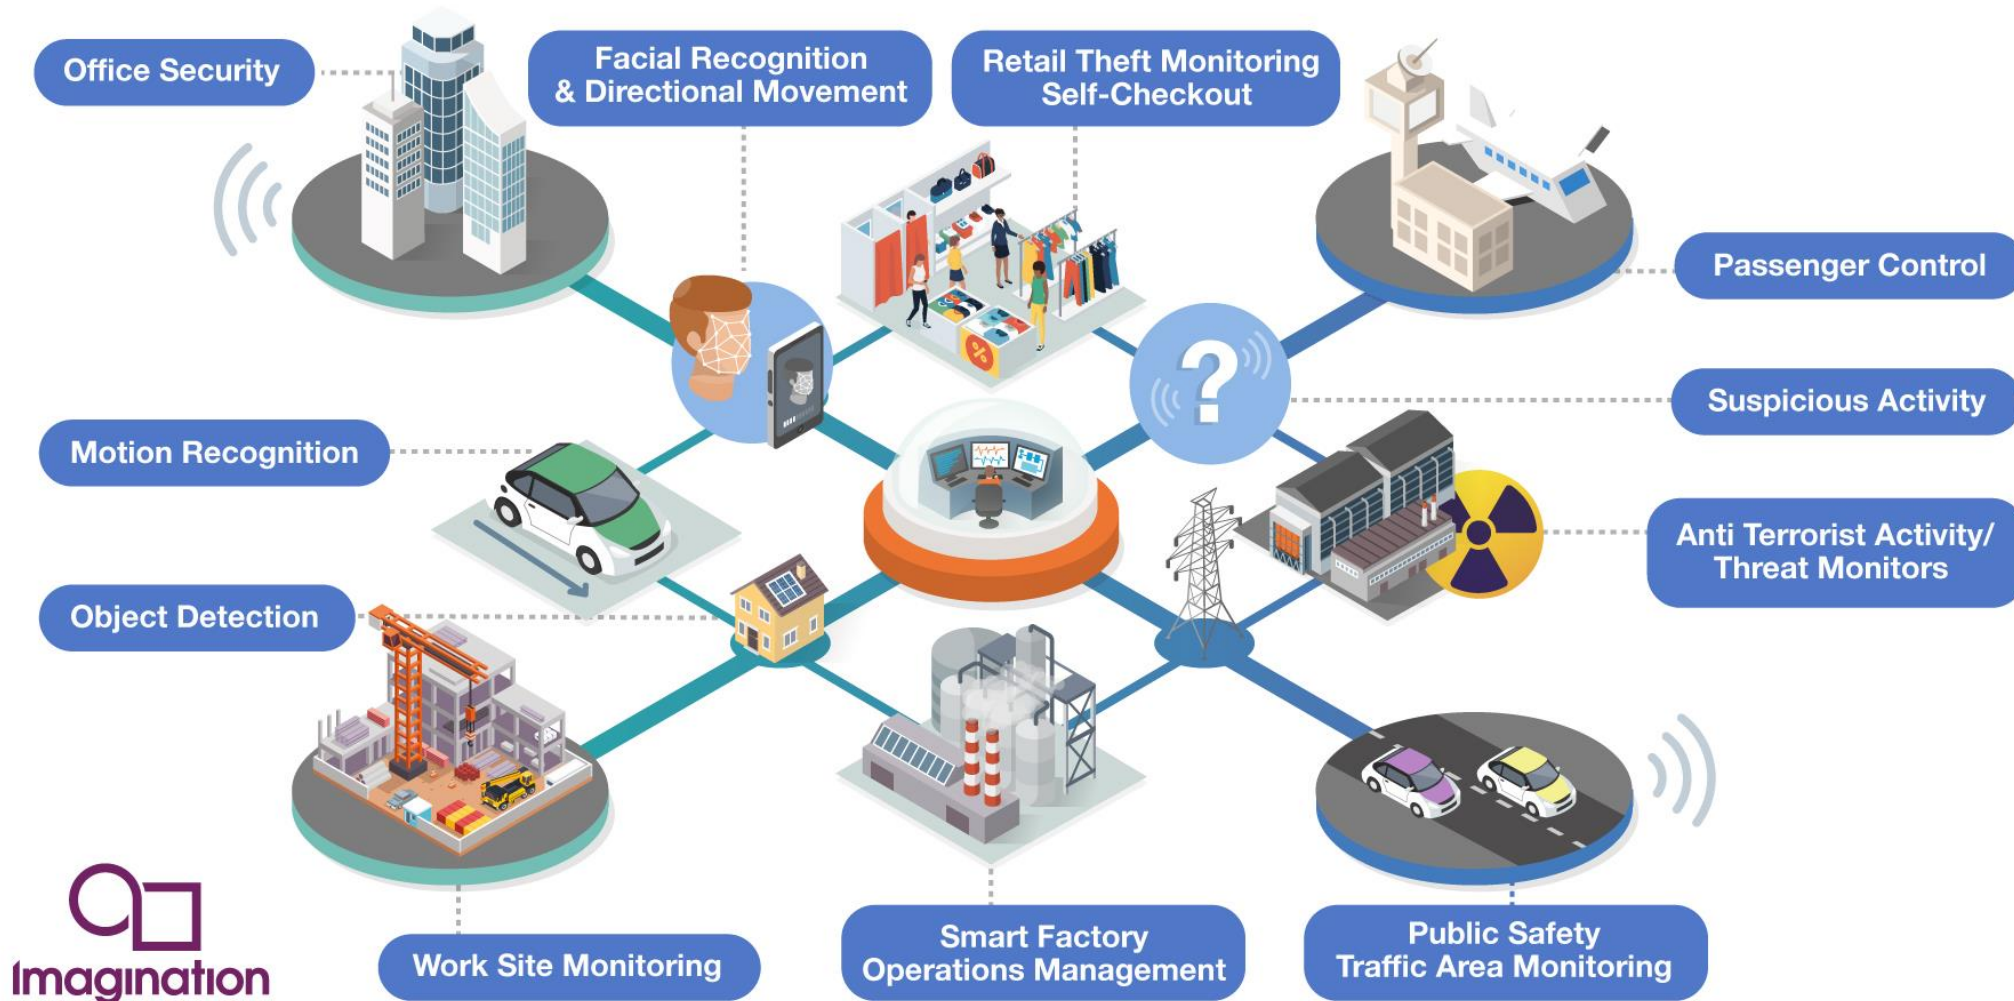 Office Security
Facial Recognition
& Directional Movement
Retail Theft Monitoring
Self-Checkout
Passenger Control
Suspicious Activity
Motion Recognition
Anti Terrorist Activity/
Threat Monitors
Object Detection
Work Site Monitoring
Smart Factory
Operations Management
Public Safety
Traffic Area Monitoring
?
%
Imagination